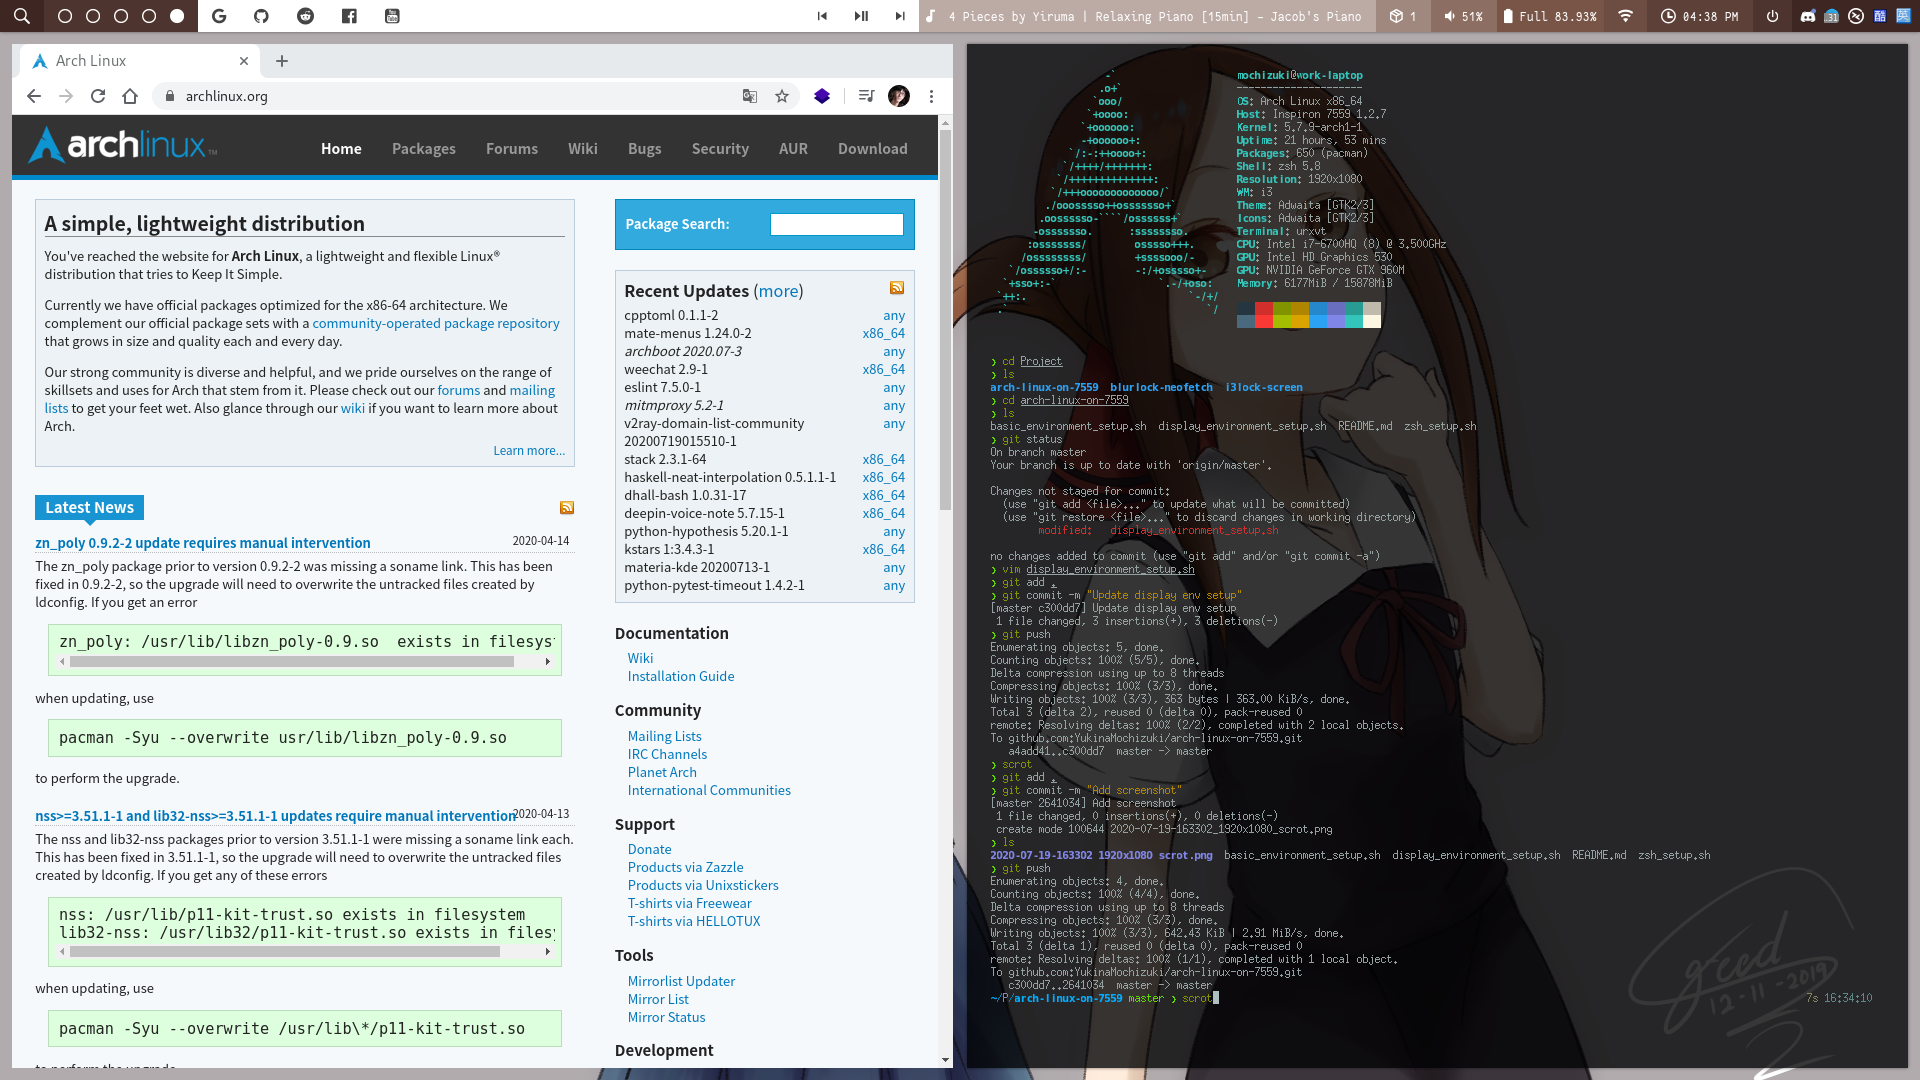 4 Pieces by Yiruma | Relaxing Piano [15min] - Jacob's Piano
1
51%
Full 83.93%
04:38 PM
31
酷
英
Arch Linux
archlinux.org
archlinux™
Home Packages Forums Wiki Bugs Security AUR Download
A simple, lightweight distribution
You've reached the website for Arch Linux, a lightweight and flexible Linux®
distribution that tries to Keep It Simple.
Currently we have official packages optimized for the x86-64 architecture. We
complement our official package sets with a community-operated package repository
that grows in size and quality each and every day.
Our strong community is diverse and helpful, and we pride ourselves on the range of
skillsets and uses for Arch that stem from it. Please check out our forums and mailing
lists to get your feet wet. Also glance through our wiki if you want to learn more about
Arch.
Learn more...
Latest News
zn_poly 0.9.2-2 update requires manual intervention 2020-04-14
The zn_poly package prior to version 0.9.2-2 was missing a soname link. This has been
fixed in 0.9.2-2, so the upgrade will need to overwrite the untracked files created by
ldconfig. If you get an error
zn_poly: /usr/lib/libzn_poly-0.9.so  exists in filesyst
when updating, use
pacman -Syu --overwrite usr/lib/libzn_poly-0.9.so
to perform the upgrade.
nss>=3.51.1-1 and lib32-nss>=3.51.1-1 updates require manual intervention 2020-04-13
The nss and lib32-nss packages prior to version 3.51.1-1 were missing a soname link each.
This has been fixed in 3.51.1-1, so the upgrade will need to overwrite the untracked files
created by ldconfig. If you get any of these errors
nss: /usr/lib/p11-kit-trust.so exists in filesystem
lib32-nss: /usr/lib32/p11-kit-trust.so exists in filesy
when updating, use
pacman -Syu --overwrite /usr/lib\*/p11-kit-trust.so
to perform the upgrade.
Package Search:
Recent Updates (more)
cpptoml 0.1.1-2 any
mate-menus 1.24.0-2 x86_64
archboot 2020.07-3 any
weechat 2.9-1 x86_64
eslint 7.5.0-1 any
mitmproxy 5.2-1 any
v2ray-domain-list-community any
20200719015510-1
stack 2.3.1-64 x86_64
haskell-neat-interpolation 0.5.1.1-1 x86_64
dhall-bash 1.0.31-17 x86_64
deepin-voice-note 5.7.15-1 x86_64
python-hypothesis 5.20.1-1 any
kstars 1:3.4.3-1 x86_64
materia-kde 20200713-1 any
python-pytest-timeout 1.4.2-1 any
Documentation
Wiki
Installation Guide
Community
Mailing Lists
IRC Channels
Planet Arch
International Communities
Support
Donate
Products via Zazzle
Products via Unixstickers
T-shirts via Freewear
T-shirts via HELLOTUX
Tools
Mirrorlist Updater
Mirror List
Mirror Status
Development
mochizuki@work-laptop
---------------------
OS: Arch Linux x86_64
Host: Inspiron 7559 1.2.7
Kernel: 5.7.9-arch1-1
Uptime: 21 hours, 53 mins
Packages: 650 (pacman)
Shell: zsh 5.8
Resolution: 1920x1080
WM: i3
Theme: Adwaita [GTK2/3]
Icons: Adwaita [GTK2/3]
Terminal: urxvt
CPU: Intel i7-6700HQ (8) @ 3.500GHz
GPU: Intel HD Graphics 530
GPU: NVIDIA GeForce GTX 960M
Memory: 6177MiB / 15878MiB
❯ cd Project
❯ ls
arch-linux-on-7559  blurlock-neofetch  i3lock-screen
❯ cd arch-linux-on-7559
❯ ls
basic_environment_setup.sh  display_environment_setup.sh  README.md  zsh_setup.sh
❯ git status
On branch master
Your branch is up to date with 'origin/master'.
Changes not staged for commit:
(use "git add <file>..." to update what will be committed)
(use "git restore <file>..." to discard changes in working directory)
modified:   display_environment_setup.sh
no changes added to commit (use "git add" and/or "git commit -a")
❯ vim display_environment_setup.sh
❯ git add .
❯ git commit -m "Update display env setup"
[master c300dd7] Update display env setup
1 file changed, 3 insertions(+), 3 deletions(-)
❯ git push
Enumerating objects: 5, done.
Counting objects: 100% (5/5), done.
Delta compression using up to 8 threads
Compressing objects: 100% (3/3), done.
Writing objects: 100% (3/3), 363 bytes | 363.00 KiB/s, done.
Total 3 (delta 2), reused 0 (delta 0), pack-reused 0
remote: Resolving deltas: 100% (2/2), completed with 2 local objects.
To github.com:YukinaMochizuki/arch-linux-on-7559.git
a4add41..c300dd7  master -> master
❯ scrot
❯ git add .
❯ git commit -m "Add screenshot"
[master 2641034] Add screenshot
1 file changed, 0 insertions(+), 0 deletions(-)
create mode 100644 2020-07-19-163302_1920x1080_scrot.png
❯ ls
2020-07-19-163302_1920x1080_scrot.png  basic_environment_setup.sh  display_environment_setup.sh  README.md  zsh_setup.sh
❯ git push
Enumerating objects: 4, done.
Counting objects: 100% (4/4), done.
Delta compression using up to 8 threads
Compressing objects: 100% (3/3), done.
Writing objects: 100% (3/3), 642.43 KiB | 2.91 MiB/s, done.
Total 3 (delta 1), reused 0 (delta 0), pack-reused 0
remote: Resolving deltas: 100% (1/1), completed with 1 local object.
To github.com:YukinaMochizuki/arch-linux-on-7559.git
c300dd7..2641034  master -> master
~/P/arch-linux-on-7559 master ❯ scrot 7s 16:34:10
Greed
12-11-2019